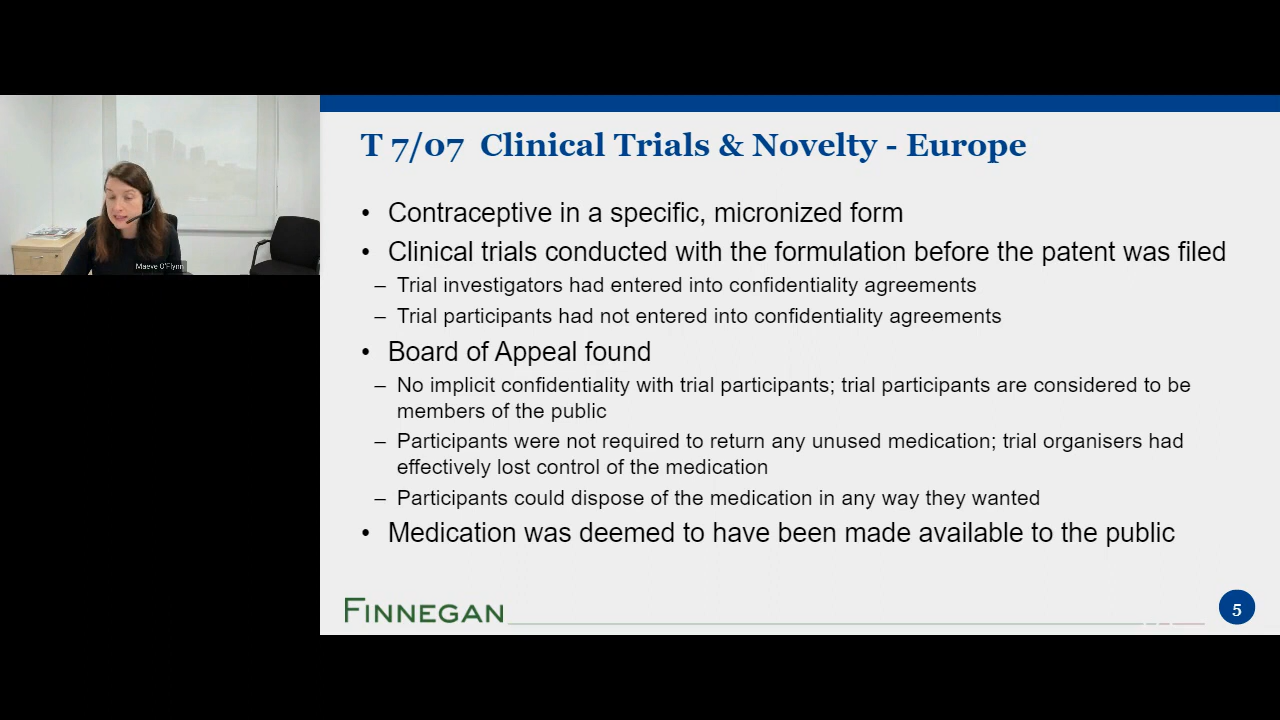 T 7/07 Clinical Trials & Novelty - Europe
• Contraceptive in a specific, micronized form
• Clinical trials conducted with the formulation before the patent was filed
– Trial investigators had entered into confidentiality agreements
– Trial participants had not entered into confidentiality agreements
• Board of Appeal found
– No implicit confidentiality with trial participants; trial participants are considered to be
members of the public
– Participants were not required to return any unused medication; trial organisers had
effectively lost control of the medication
– Participants could dispose of the medication in any way they wanted
• Medication was deemed to have been made available to the public
Maeve O'Flynn
FINNEGAN
5